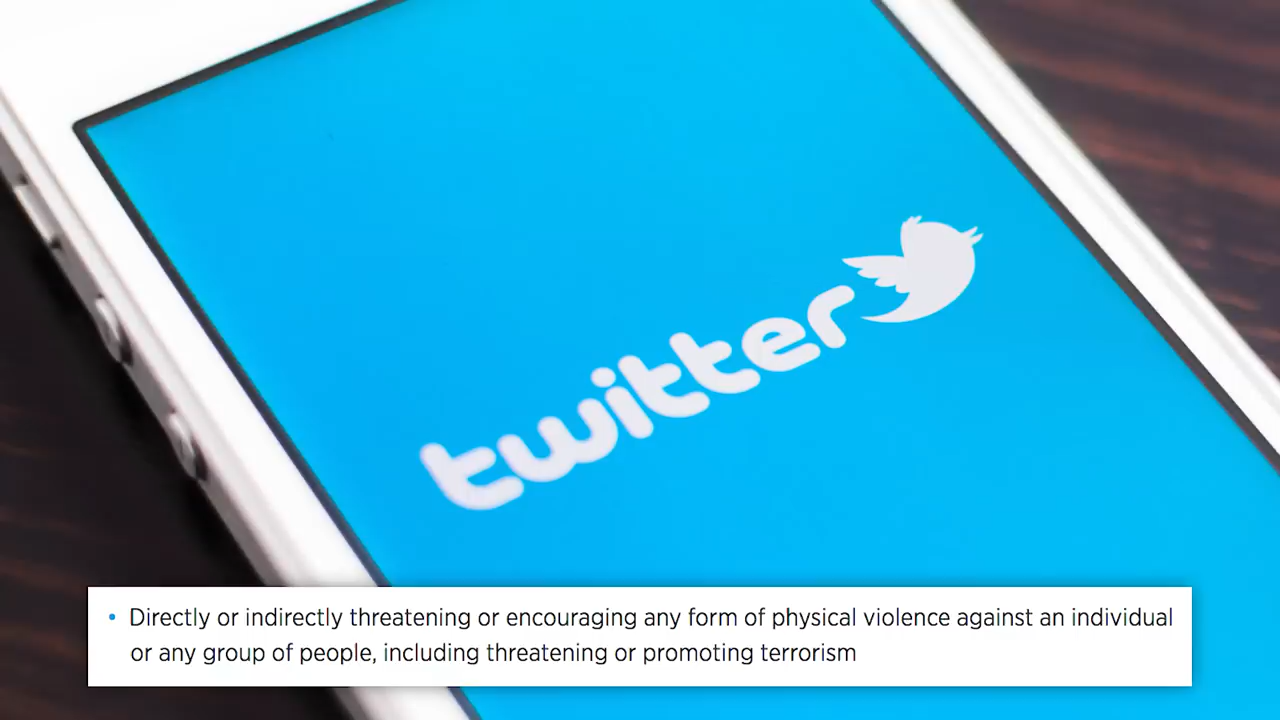 twitter
• Directly or indirectly threatening or encouraging any form of physical violence against an individual
or any group of people, including threatening or promoting terrorism